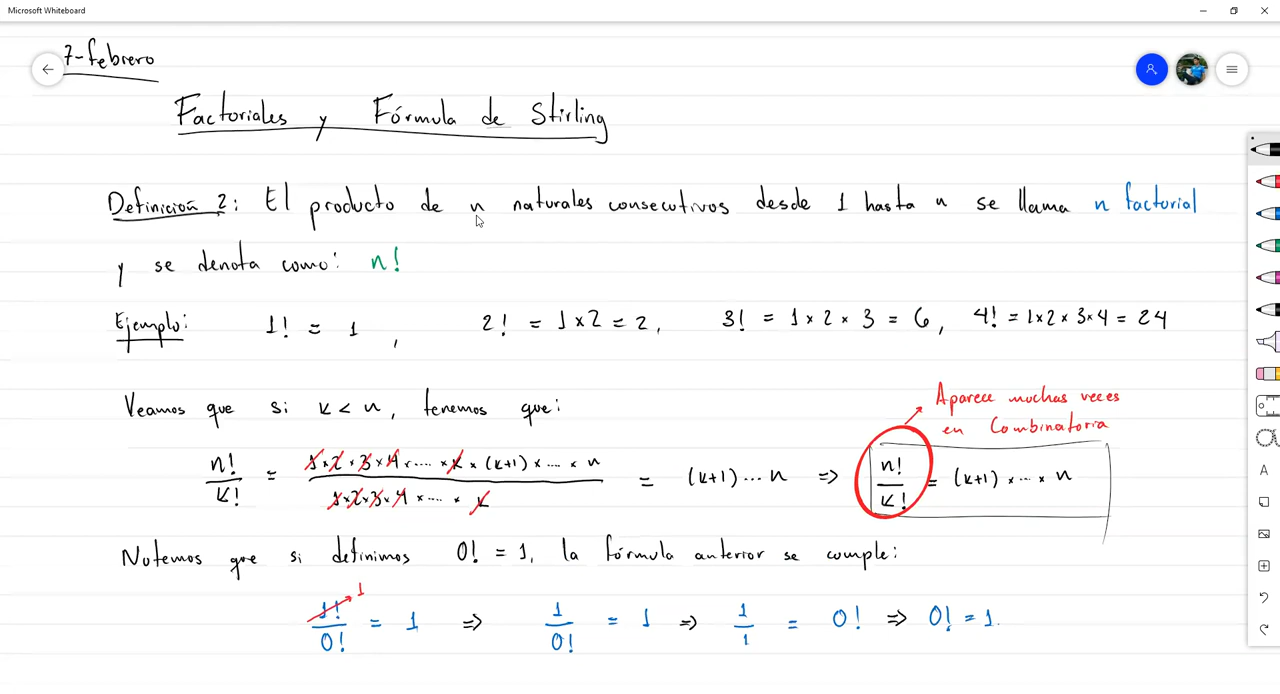 Microsoft Whiteboard
7-febrero
Factoriales y Fórmula de Stirling
Definición 2: El producto de n naturales consecutivos desde 1 hasta n se llama n factorial
y se denota como: n!
Ejemplo: 1! = 1 , 2! = 1 x 2 = 2, 3! = 1 x 2 x 3 = 6, 4! = 1 x 2 x 3 x 4 = 24
Veamos que si K < n, tenemos que:
Aparece muchas veces
en Combinatoria
n!/K! = (1 x 2 x 3 x 4 x .... x K x (K+1) x .... x n)/(1 x 2 x 3 x 4 x .... x K) = (K+1) ... n ⇒ n!/K! = (K+1) x ... x n
Notemos que si definimos 0! = 1, la fórmula anterior se cumple:
1!/0! = 1 ⇒ 1/0! = 1 ⇒ 1/1 = 0! ⇒ 0! = 1.
1
A